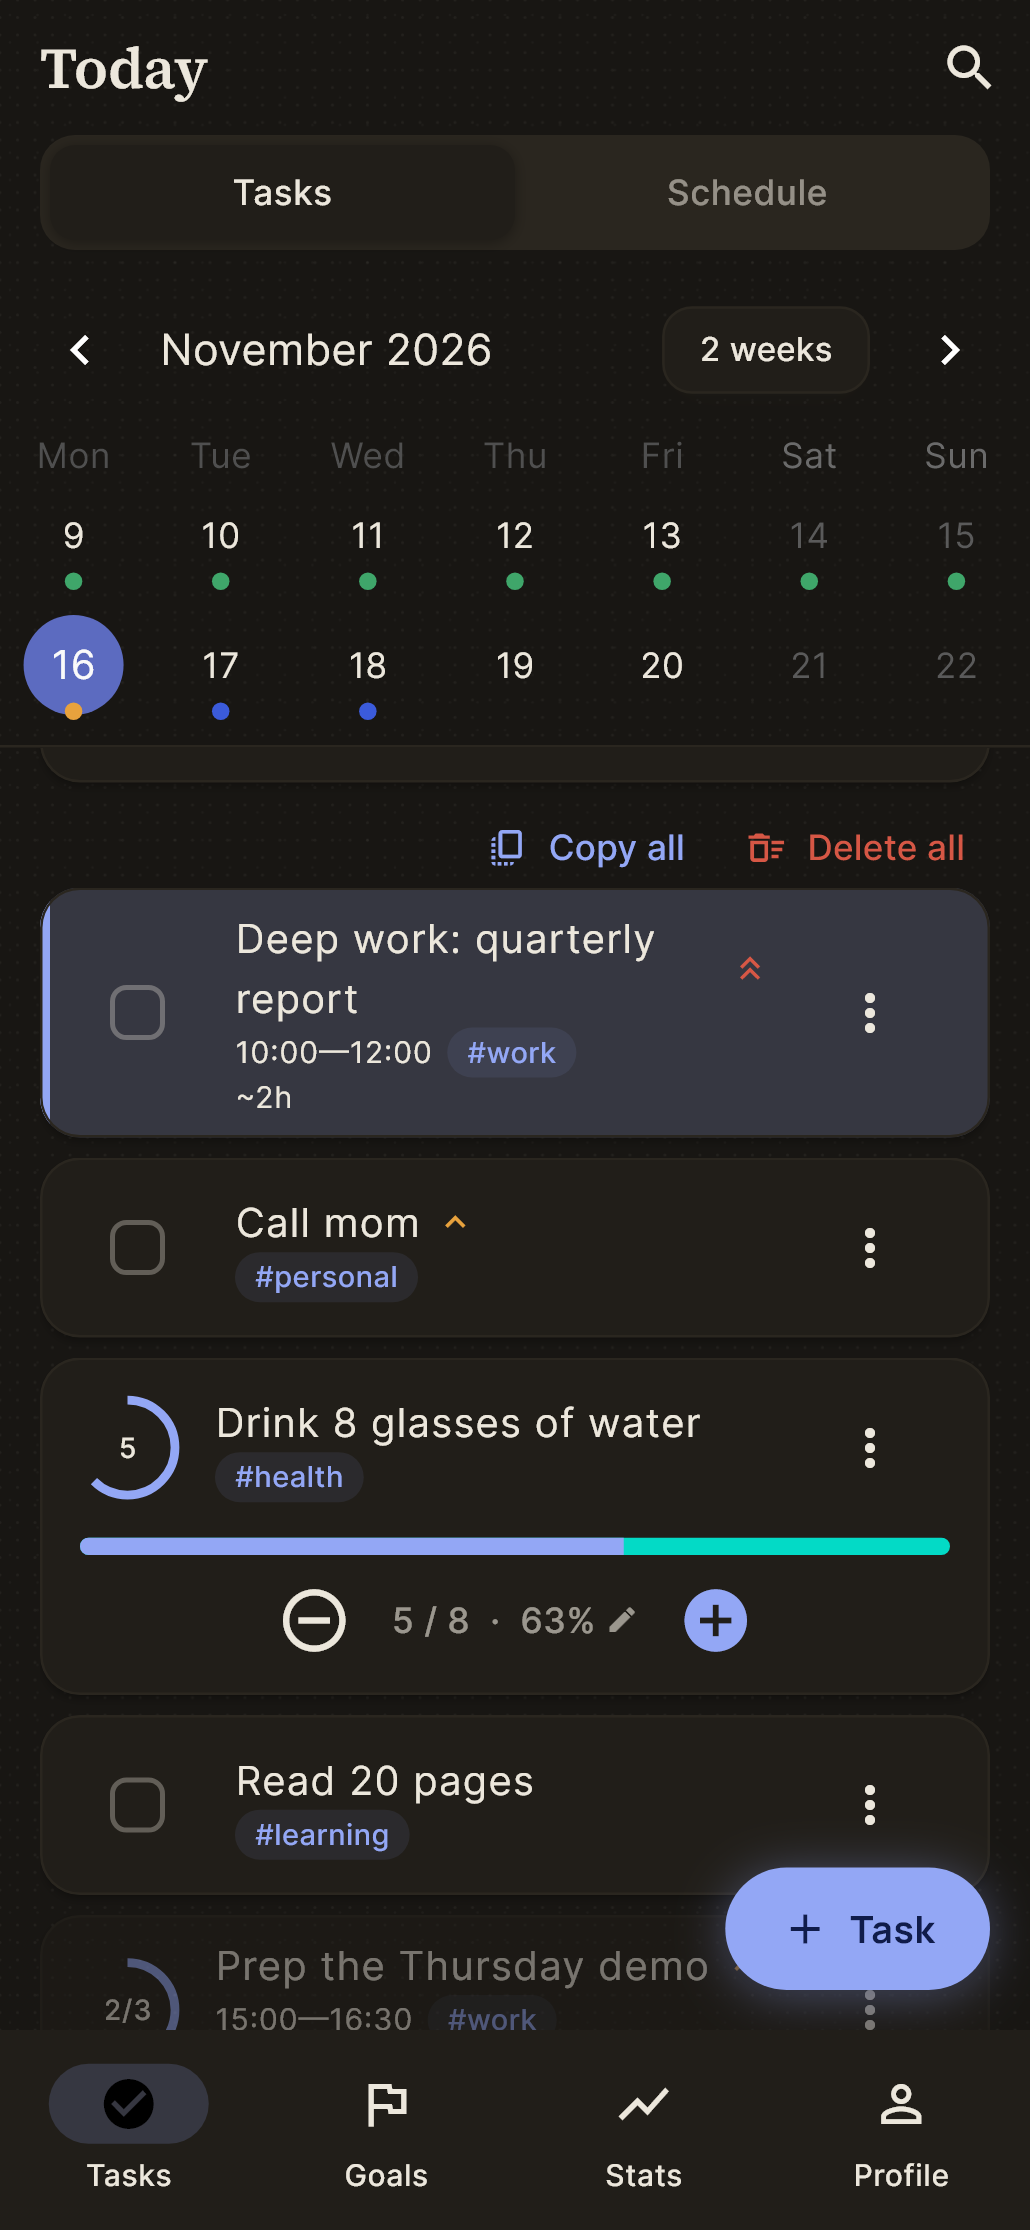 Today
Tasks
Schedule
November 2026
2 weeks
Mon Tue Wed Thu Fri Sat Sun
9 10 11 12 13 14 15
16 17 18 19 20 21 22
Copy all
Delete all
Deep work: quarterly
report
10:00—12:00 #work
~2h
Call mom
#personal
5
Drink 8 glasses of water
#health
5 / 8 · 63%
Read 20 pages
#learning
+ Task
Prep the Thursday demo
2/3
15:00—16:30 #work
Tasks
Goals
Stats
Profile